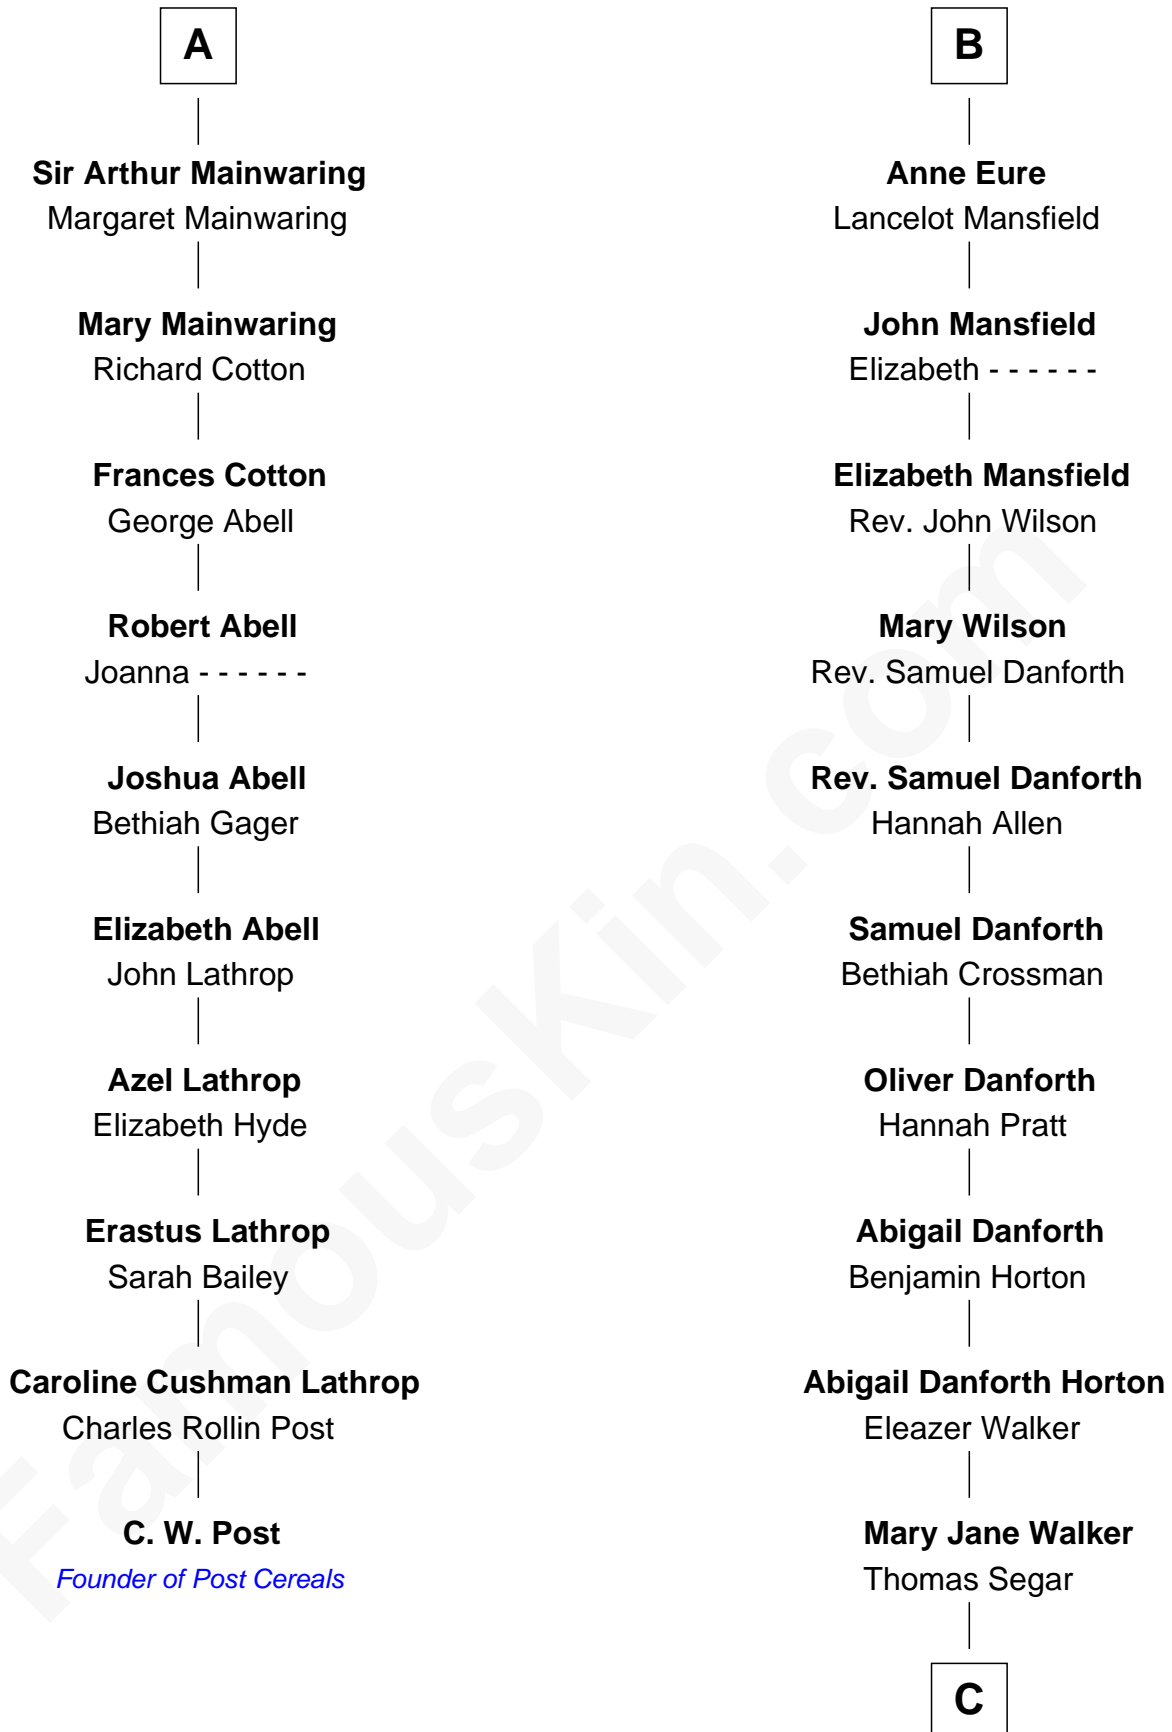 A
Sir Arthur Mainwaring
Margaret Mainwaring
Mary Mainwaring
Richard Cotton
Frances Cotton
George Abell
Robert Abell
Joanna - - - - - -
Joshua Abell
Bethiah Gager
Elizabeth Abell
John Lathrop
Azel Lathrop
Elizabeth Hyde
Erastus Lathrop
Sarah Bailey
Caroline Cushman Lathrop
Charles Rollin Post
C. W. Post
Founder of Post Cereals
B
Anne Eure
Lancelot Mansfield
John Mansfield
Elizabeth - - - - - -
Elizabeth Mansfield
Rev. John Wilson
Mary Wilson
Rev. Samuel Danforth
Rev. Samuel Danforth
Hannah Allen
Samuel Danforth
Bethiah Crossman
Oliver Danforth
Hannah Pratt
Abigail Danforth
Benjamin Horton
Abigail Danforth Horton
Eleazer Walker
Mary Jane Walker
Thomas Segar
C
FamousKin.com